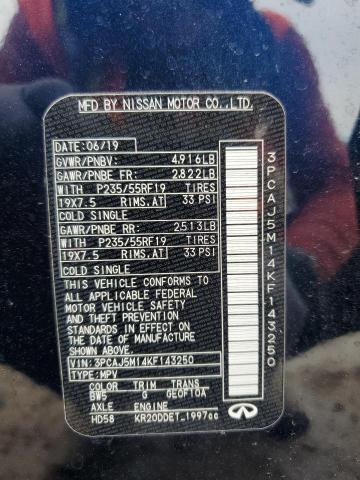 MFD BY NISSAN MOTOR CO.,LTD.
DATE: 06/19
GVWR/PNBV: 4,916LB
GAWR/PNBE FR: 2,822LB
WITH P235/55RF19 TIRES
19X7.5 RIMS.AT 33 PSI
COLD SINGLE
GAWR/PNBE RR: 2,513LB
WITH P235/55RF19 TIRES
19X7.5 RIMS.AT 33 PSI
COLD SINGLE
THIS VEHICLE CONFORMS
TO ALL APPLICABLE FEDERAL
MOTOR VEHICLE SAFETY
AND THEFT PREVENTION
STANDARDS IN EFFECT ON
THE DATE OF MANUFACTURE
SHOWN ABOVE.
VIN: 3PCAJ5M14KF143250
TYPE: MPV
COLOR TRIM TRANS
BW5 G GE0F10A
AXLE ENGINE
HD58 KR20DDET_1997cc
3PCAJ5M14KF143250